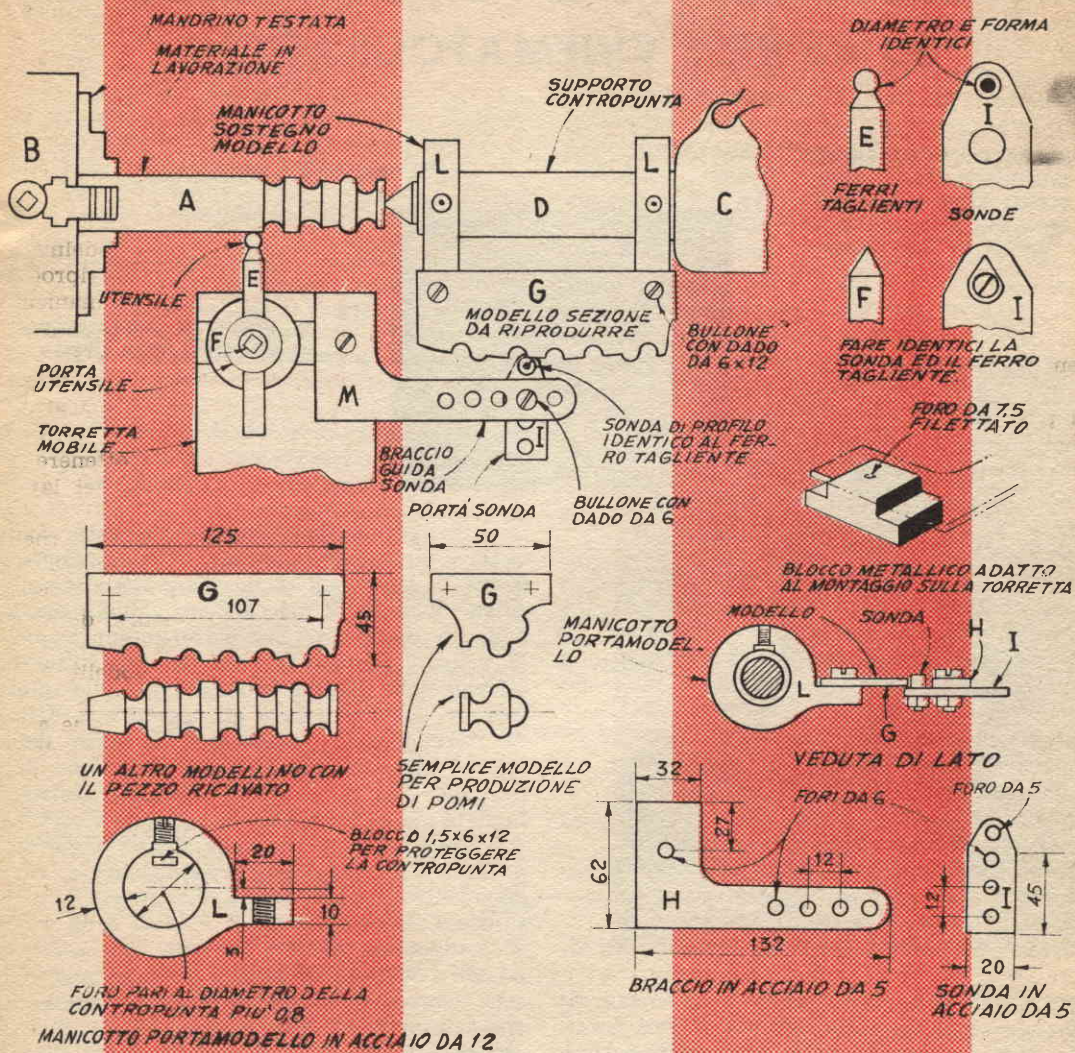 MANDRINO TESTATA
MATERIALE IN
LAVORAZIONE
B
A
MANICOTTO
SOSTEGNO
MODELLO
SUPPORTO
CONTROPUNTA
L
L
D
C
DIAMETRO E FORMA
IDENTICI
E
I
FERRI
TAGLIENTI
SONDE
F
I
FARE IDENTICI LA
SONDA ED IL FERRO
TAGLIENTE.
UTENSILE
E
F
G
MODELLO SEZIONE
DA RIPRODURRE
BULLONE
CON DADO
DA 6x12
PORTA
UTENSILE
TORRETTA
MOBILE
M
BRACCIO
GUIDA
SONDA
I
PORTA SONDA
SONDA DI PROFILO
IDENTICO AL FER-
RO TAGLIENTE
BULLONE CON
DADO DA 6
FORO DA 7,5
FILETTATO
BLOCCO METALLICO ADATTO
AL MONTAGGIO SULLA TORRETTA
125
G
107
45
50
G
MANICOTTO
PORTAMODEL-
LO
MODELLO
SONDA
H
I
L
G
VEDUTA DI LATO
UN ALTRO MODELLINO CON
IL PEZZO RICAVATO
SEMPLICE MODELLO
PER PRODUZIONE
DI POMI
BLOCCO 1,5x6x12
PER PROTEGGERE
LA CONTROPUNTA
20
12
L
10
3
FORO PARI AL DIAMETRO DELLA
CONTROPUNTA PIU' 0,8
MANICOTTO PORTAMODELLO IN ACCIAIO DA 12
32
27
62
FORI DA 6
12
H
132
BRACCIO IN ACCIAIO DA 5
FORO DA 5
12
I
45
20
SONDA IN
ACCIAIO DA 5